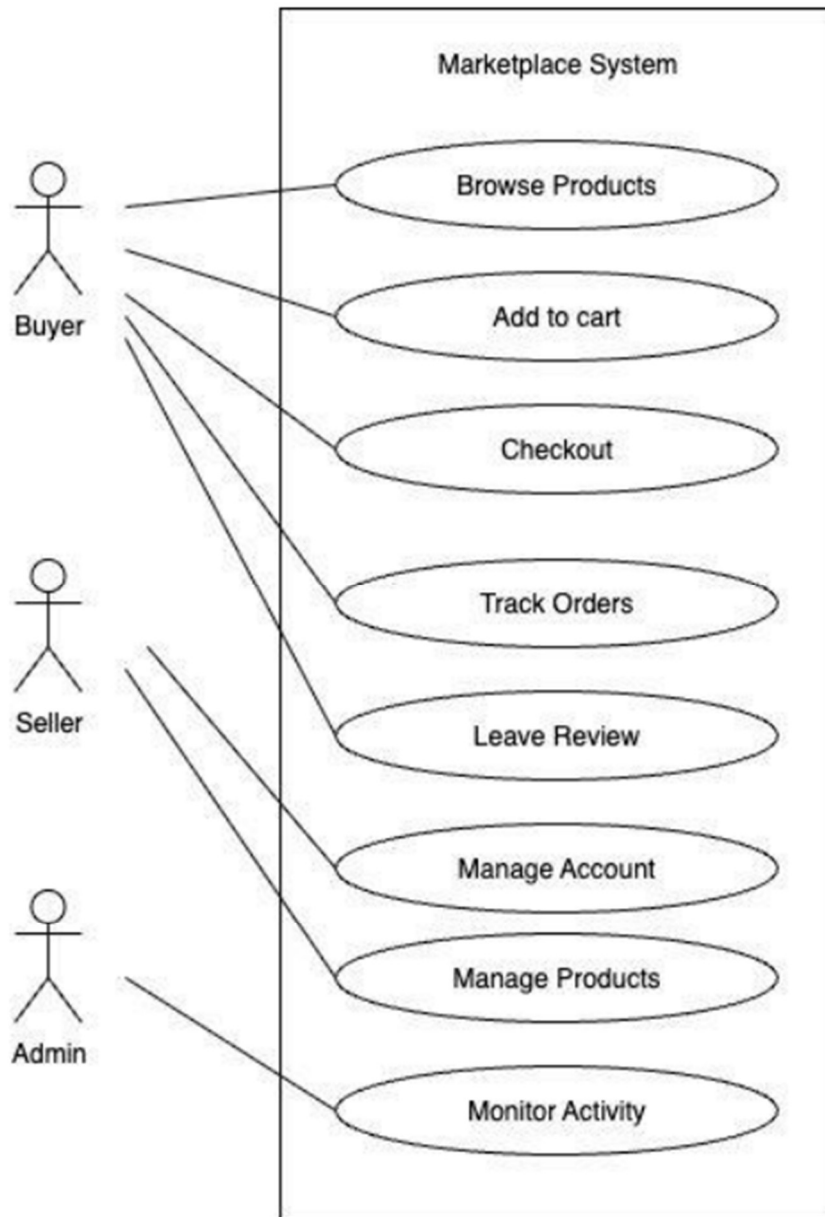 Marketplace System
Browse Products
Buyer
Add to cart
Checkout
Track Orders
Seller
Leave Review
Manage Account
Manage Products
Admin
Monitor Activity